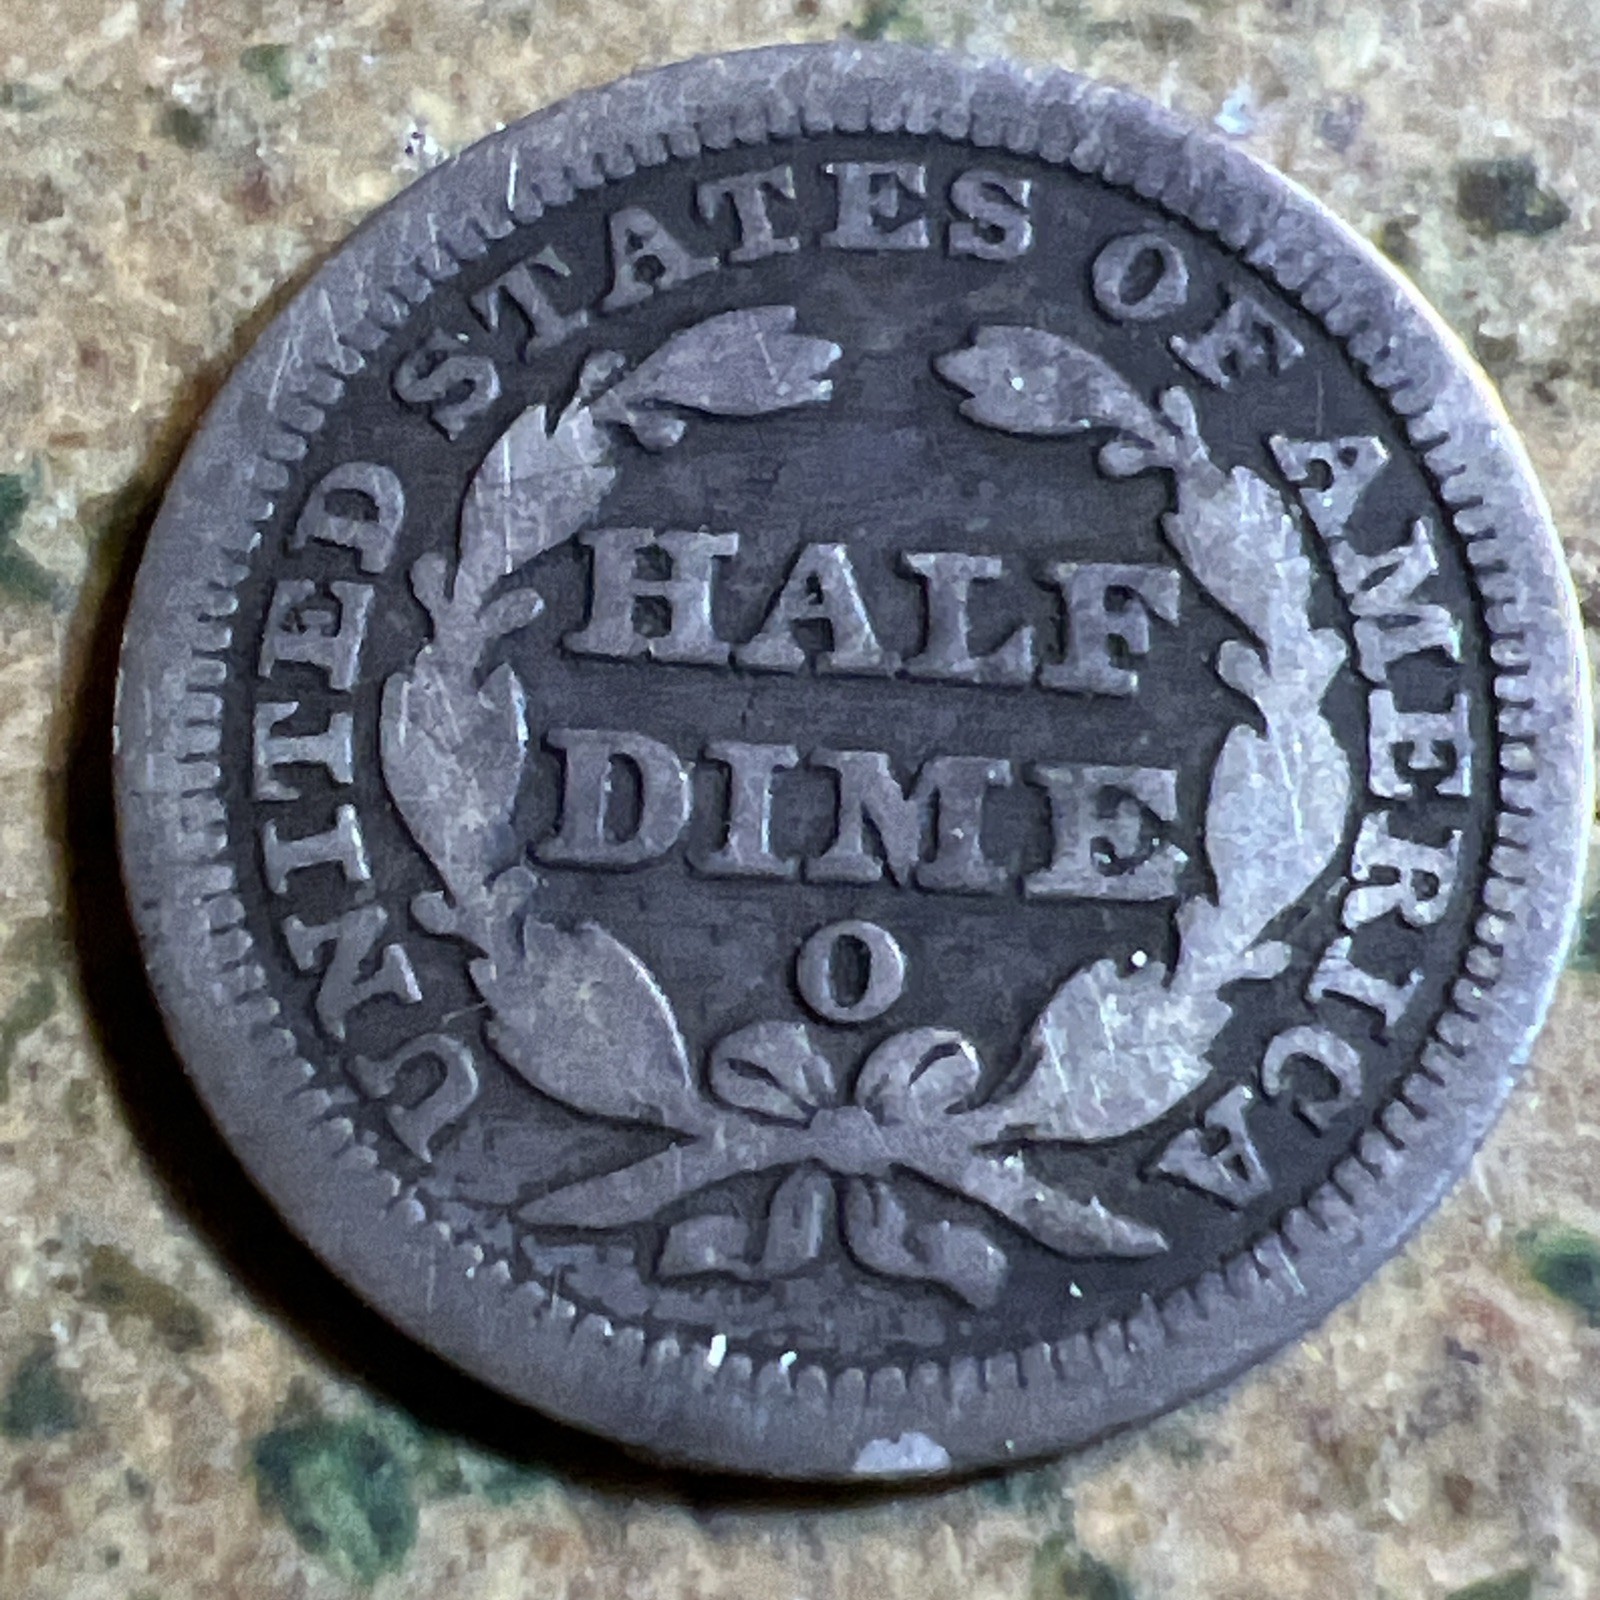 UNITED STATES OF AMERICA
HALF
DIME
O